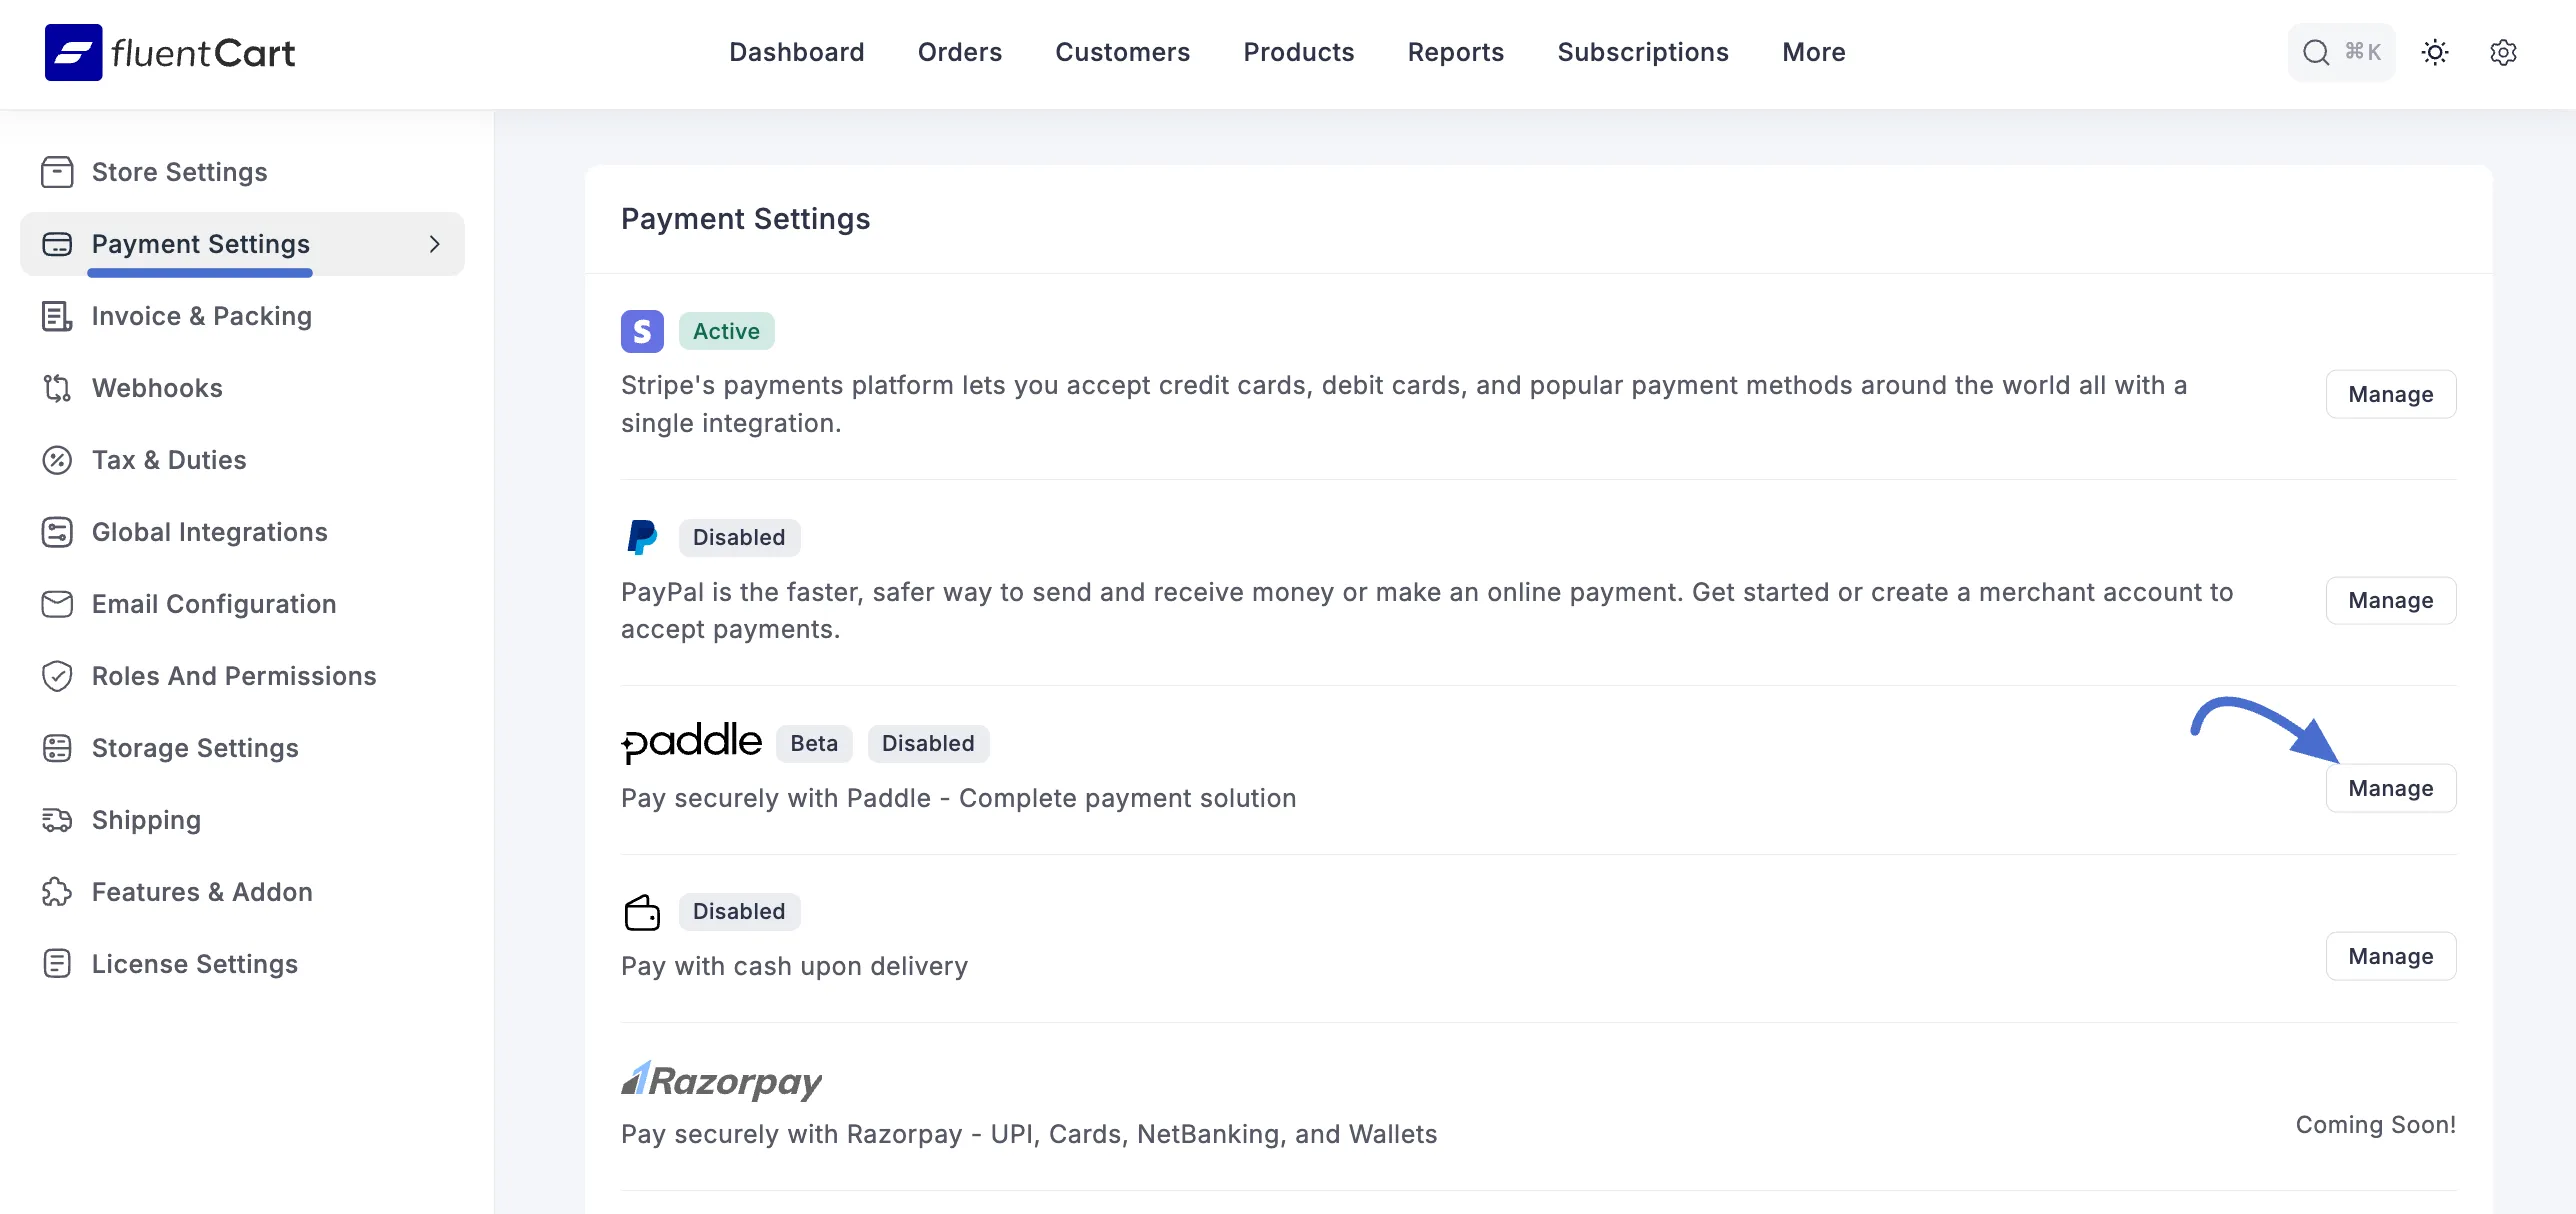 fluentCart
Dashboard
Orders
Customers
Products
Reports
Subscriptions
More
⌘K
Store Settings
Payment Settings
Invoice & Packing
Webhooks
Tax & Duties
Global Integrations
Email Configuration
Roles And Permissions
Storage Settings
Shipping
Features & Addon
License Settings
Payment Settings
S Active
Stripe's payments platform lets you accept credit cards, debit cards, and popular payment methods around the world all with a
single integration.
Manage
Disabled
PayPal is the faster, safer way to send and receive money or make an online payment. Get started or create a merchant account to
accept payments.
Manage
paddle Beta Disabled
Pay securely with Paddle - Complete payment solution
Manage
Disabled
Pay with cash upon delivery
Manage
Razorpay
Pay securely with Razorpay - UPI, Cards, NetBanking, and Wallets
Coming Soon!